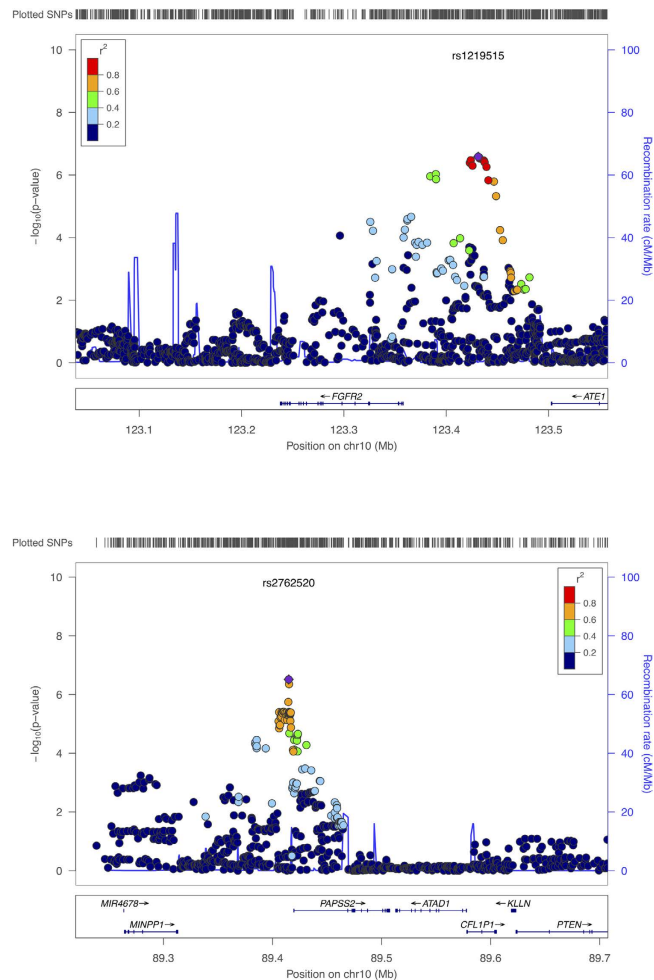 Plotted SNPs
rs1219515
10
8
6
4
2
0
100
80
60
40
20
0
r2
0.8
0.6
0.4
0.2
−log10(p-value)
Recombination rate (cM/Mb)
←FGFR2
←ATE1
123.1 123.2 123.3 123.4 123.5
Position on chr10 (Mb)
Plotted SNPs
rs2762520
10
8
6
4
2
0
100
80
60
40
20
0
r2
0.8
0.6
0.4
0.2
−log10(p-value)
Recombination rate (cM/Mb)
MIR4678→ PAPSS2→ ←ATAD1 ←KLLN
MINPP1→ CFL1P1→ PTEN→
89.3 89.4 89.5 89.6 89.7
Position on chr10 (Mb)